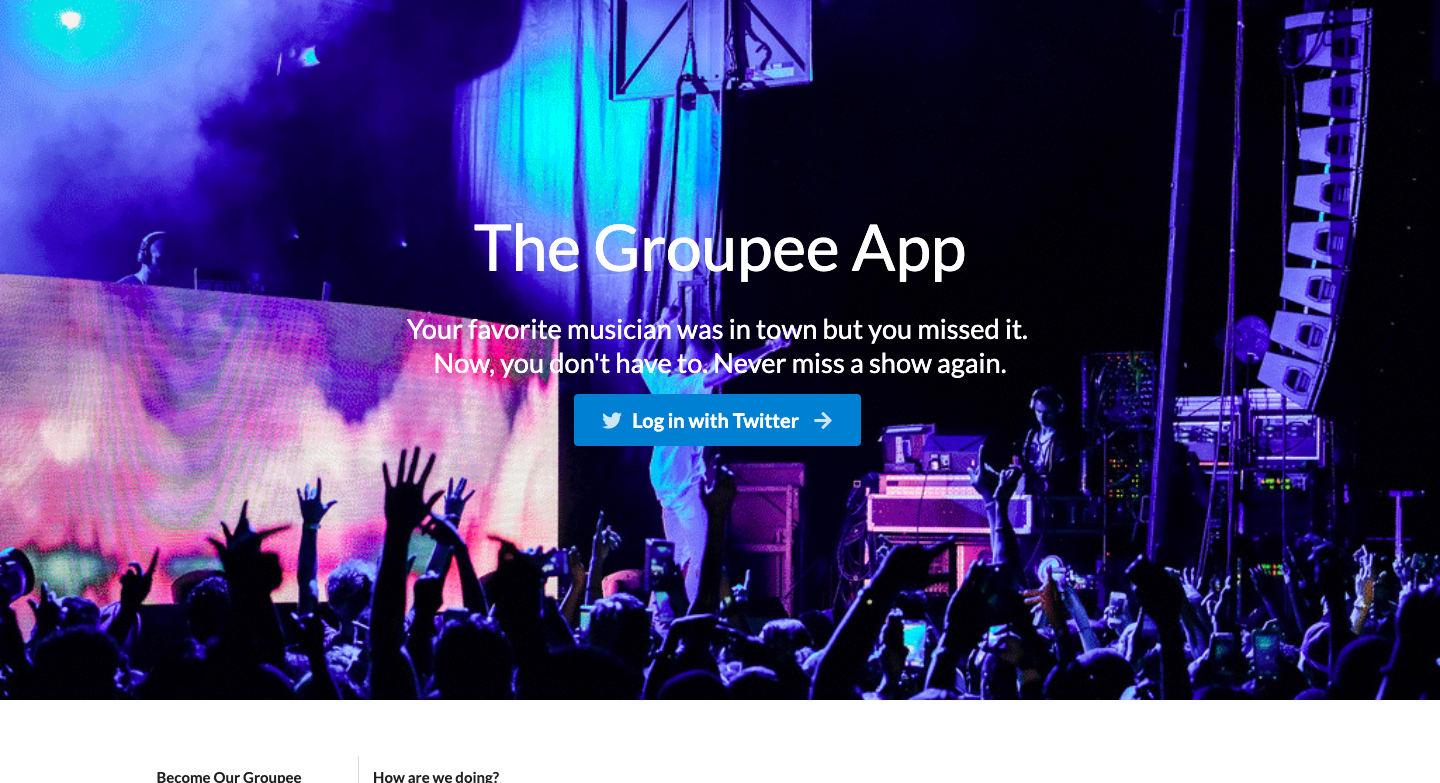 The Groupee App
Your favorite musician was in town but you missed it.
Now, you don't have to. Never miss a show again.
Log in with Twitter
Become Our Groupee
How are we doing?